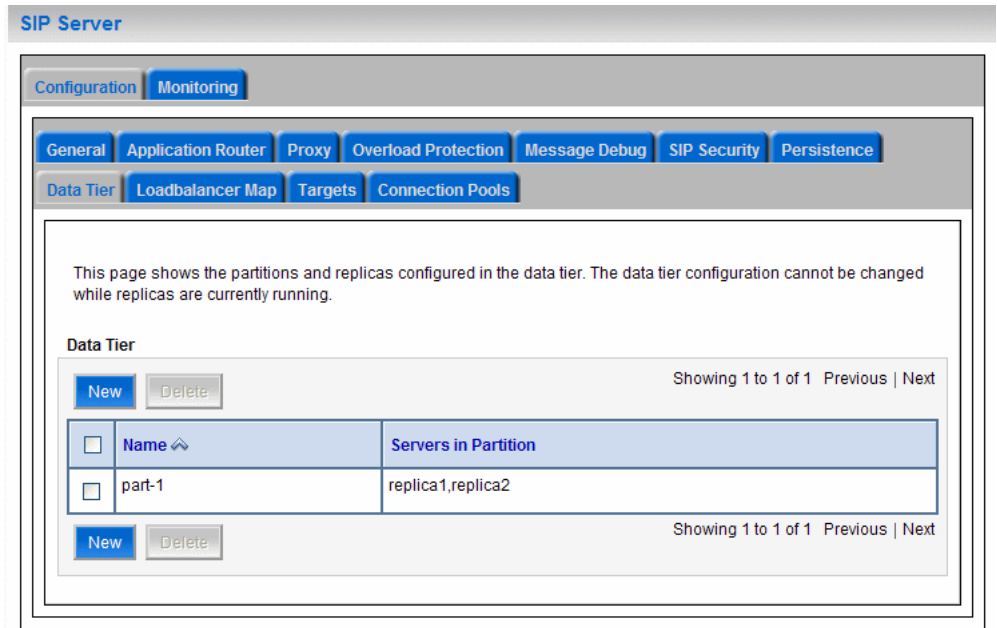 SIP Server
Configuration Monitoring
General Application Router Proxy Overload Protection Message Debug SIP Security Persistence
Data Tier Loadbalancer Map Targets Connection Pools
This page shows the partitions and replicas configured in the data tier. The data tier configuration cannot be changed
while replicas are currently running.
Data Tier
New Delete Showing 1 to 1 of 1 Previous | Next
Name Servers in Partition
part-1 replica1,replica2
New Delete Showing 1 to 1 of 1 Previous | Next